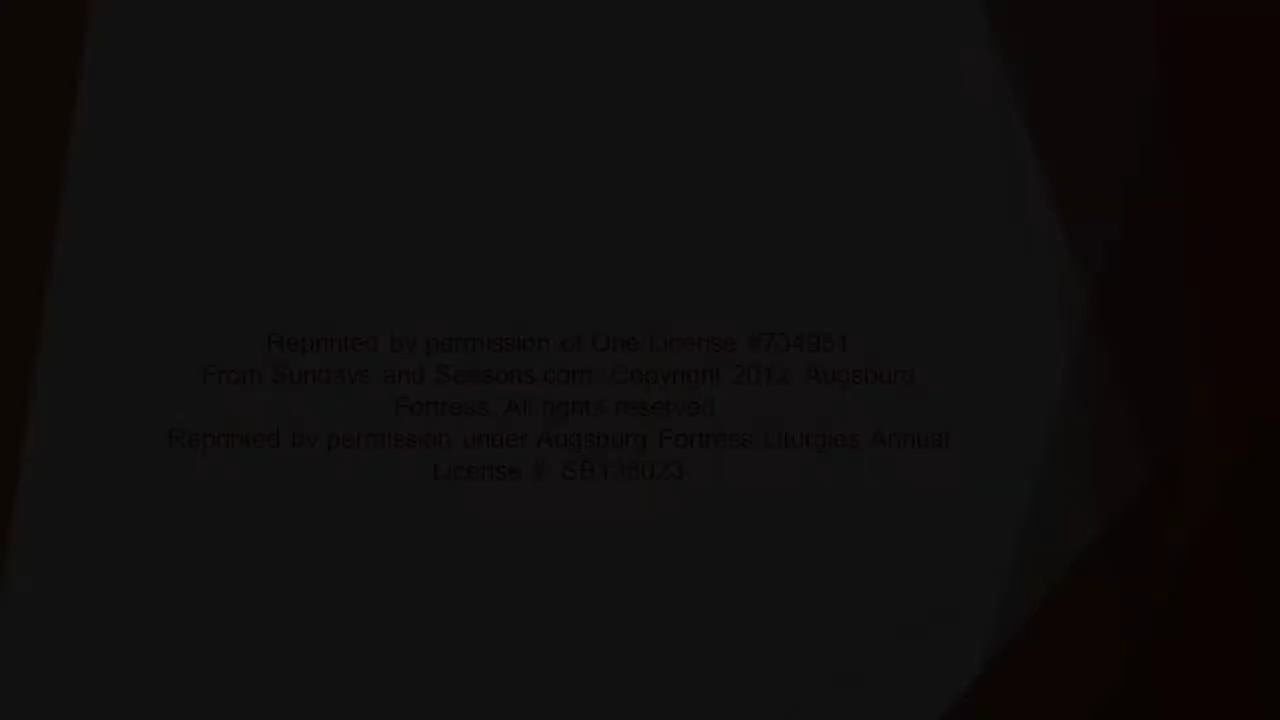 Reprinted by permission of One License #734951
From Sundays and Seasons.com. Copyright 2012 Augsburg
Fortress. All rights reserved.
Reprinted by permission under Augsburg Fortress Liturgies Annual
License #